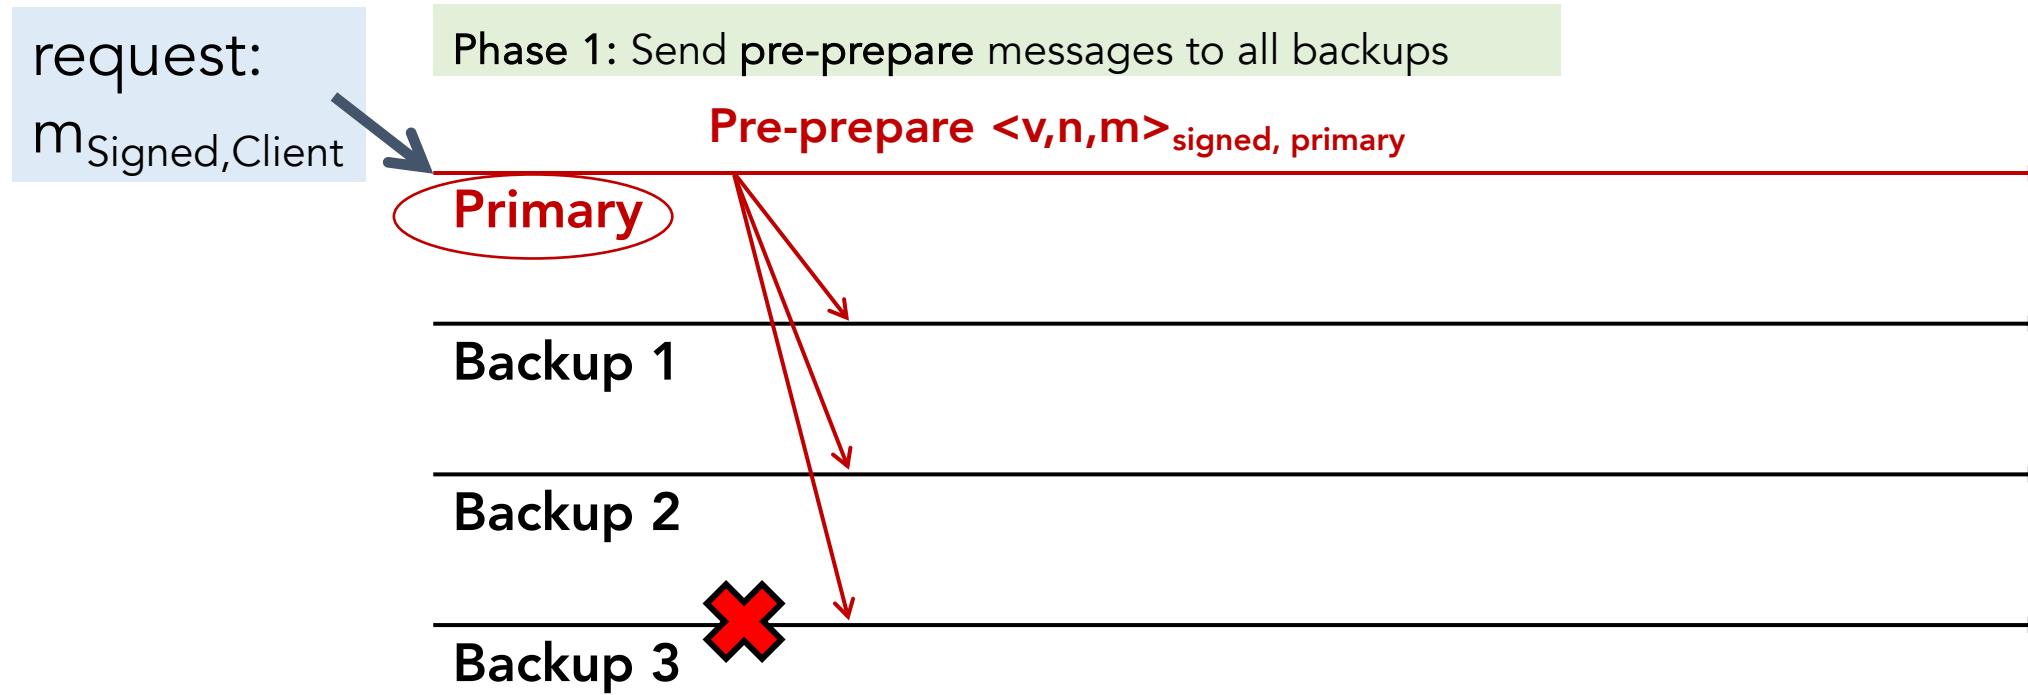 request:
mSigned,Client
Phase 1: Send pre-prepare messages to all backups
Pre-prepare <v,n,m>signed, primary
Primary
Backup 1
Backup 2
Backup 3